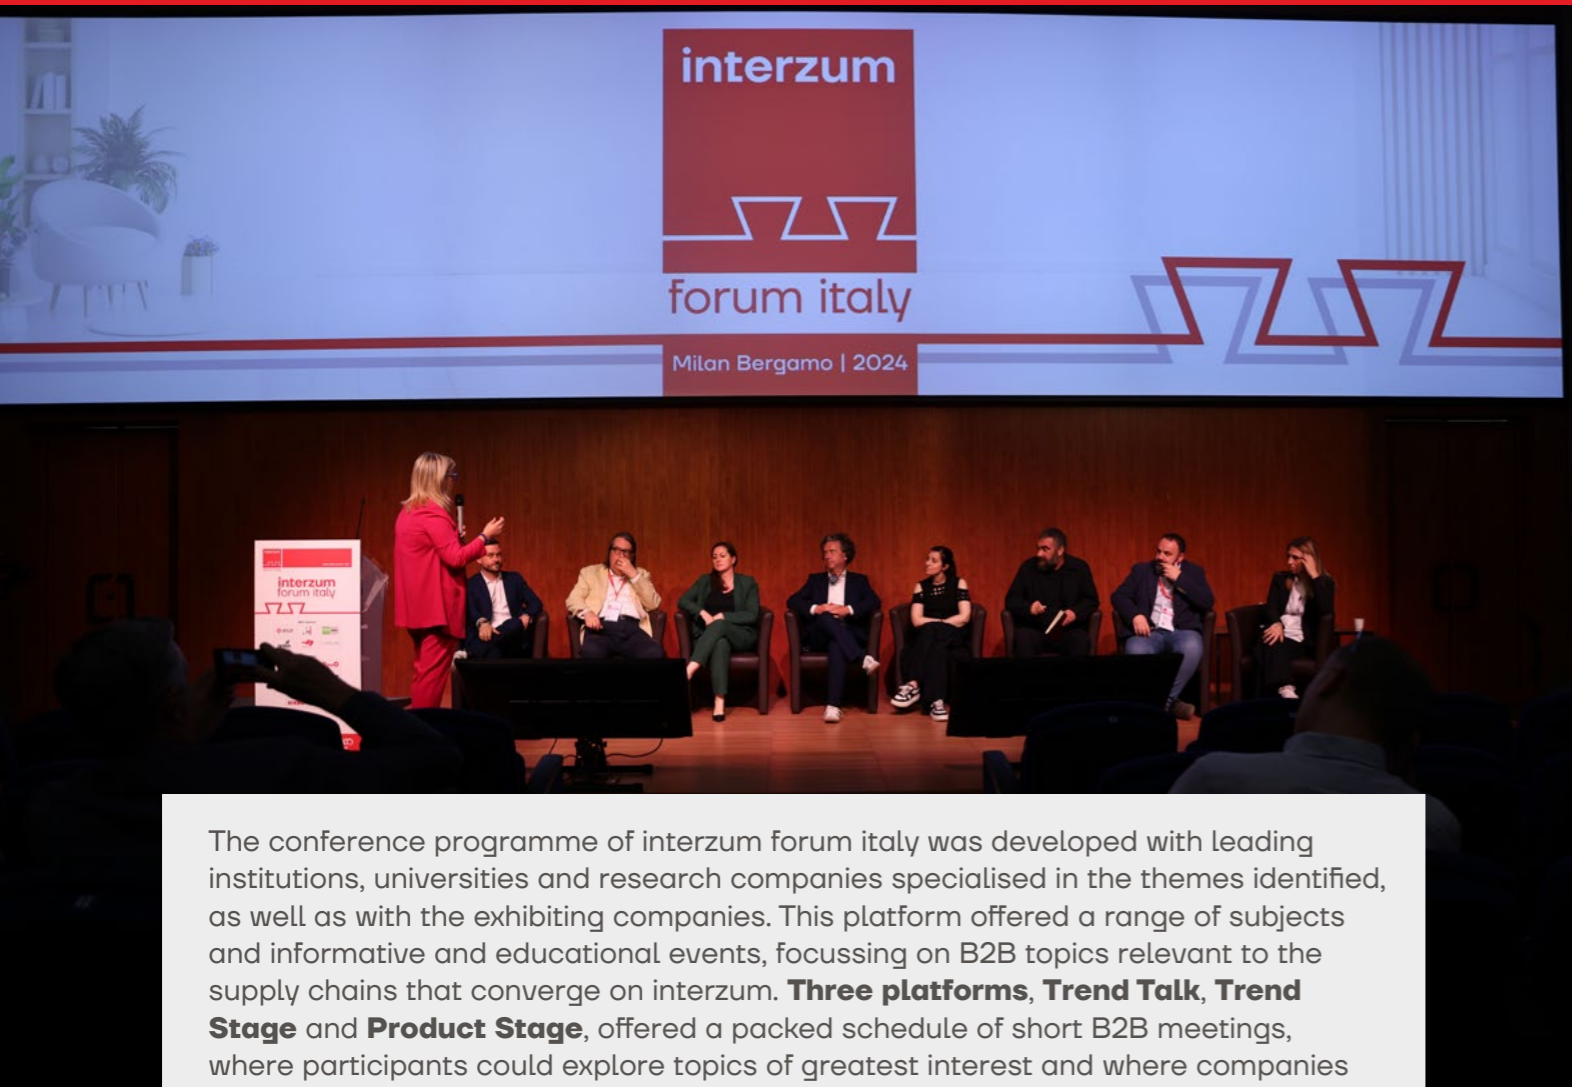 interzum
forum italy
Milan Bergamo | 2024
interzum
forum italy
The conference programme of interzum forum italy was developed with leading
institutions, universities and research companies specialised in the themes identified,
as well as with the exhibiting companies. This platform offered a range of subjects
and informative and educational events, focussing on B2B topics relevant to the
supply chains that converge on interzum. Three platforms, Trend Talk, Trend
Stage and Product Stage, offered a packed schedule of short B2B meetings,
where participants could explore topics of greatest interest and where companies